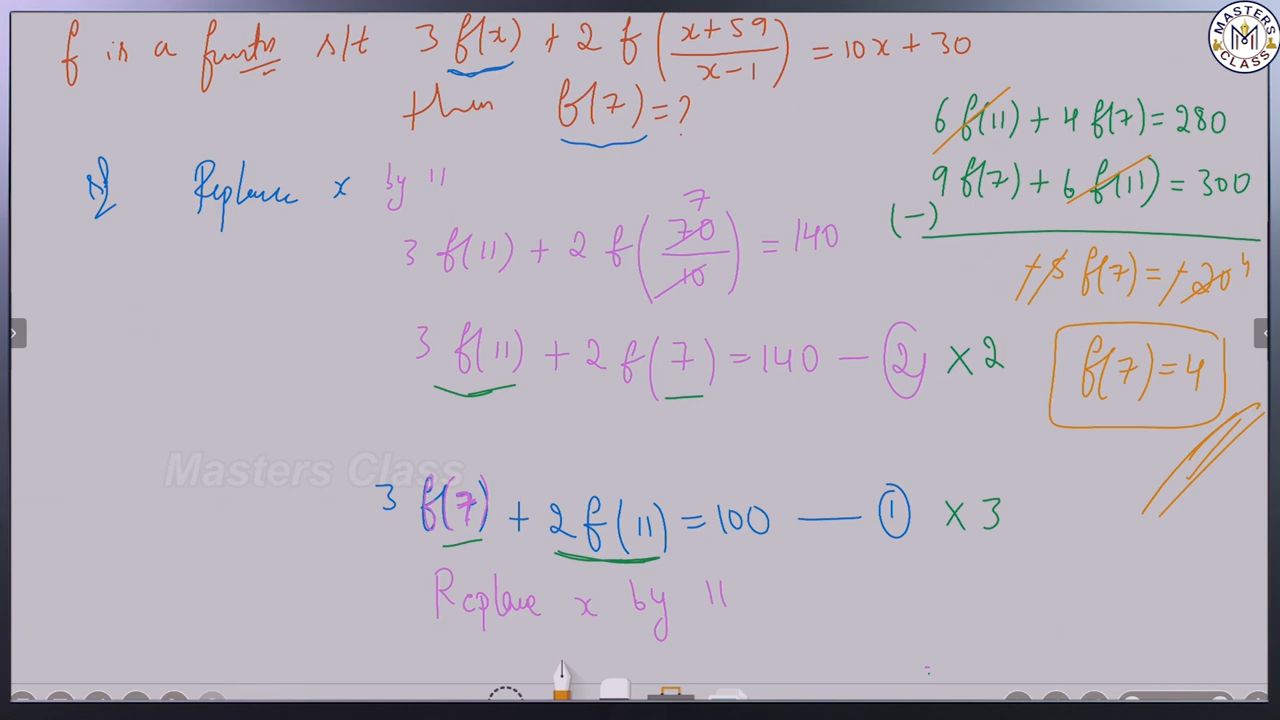 f is a functn s/t 3 f(x) + 2 f((x+59)/(x-1)) = 10x + 30
then f(7) = ?
Replace x by 11
3 f(11) + 2 f(70/10) = 140
7
3 f(11) + 2 f(7) = 140 — 2 × 2
3 f(7) + 2 f(11) = 100 — 1 × 3
Replace x by 11
6 f(11) + 4 f(7) = 280
9 f(7) + 6 f(11) = 300
(-)
+5 f(7) = +20 4
f(7) = 4
Masters Class
MASTERS CLASS